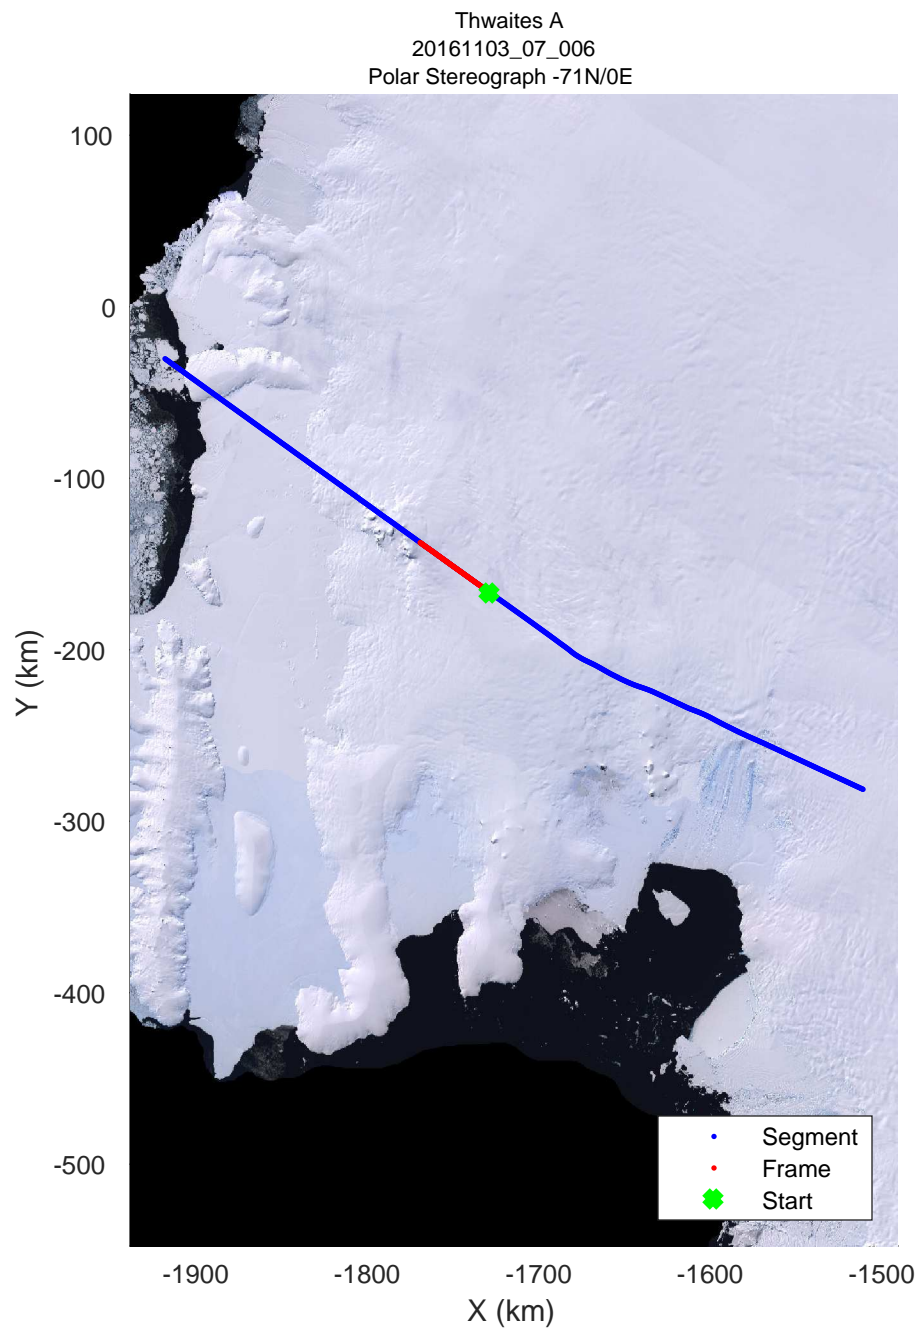 Thwaites A
20161103_07_006
Polar Stereograph -71N/0E
100
0
-100
-200
-300
-400
-500
Y (km)
Segment
Frame
Start
-1900
-1800
-1700
-1600
-1500
X (km)